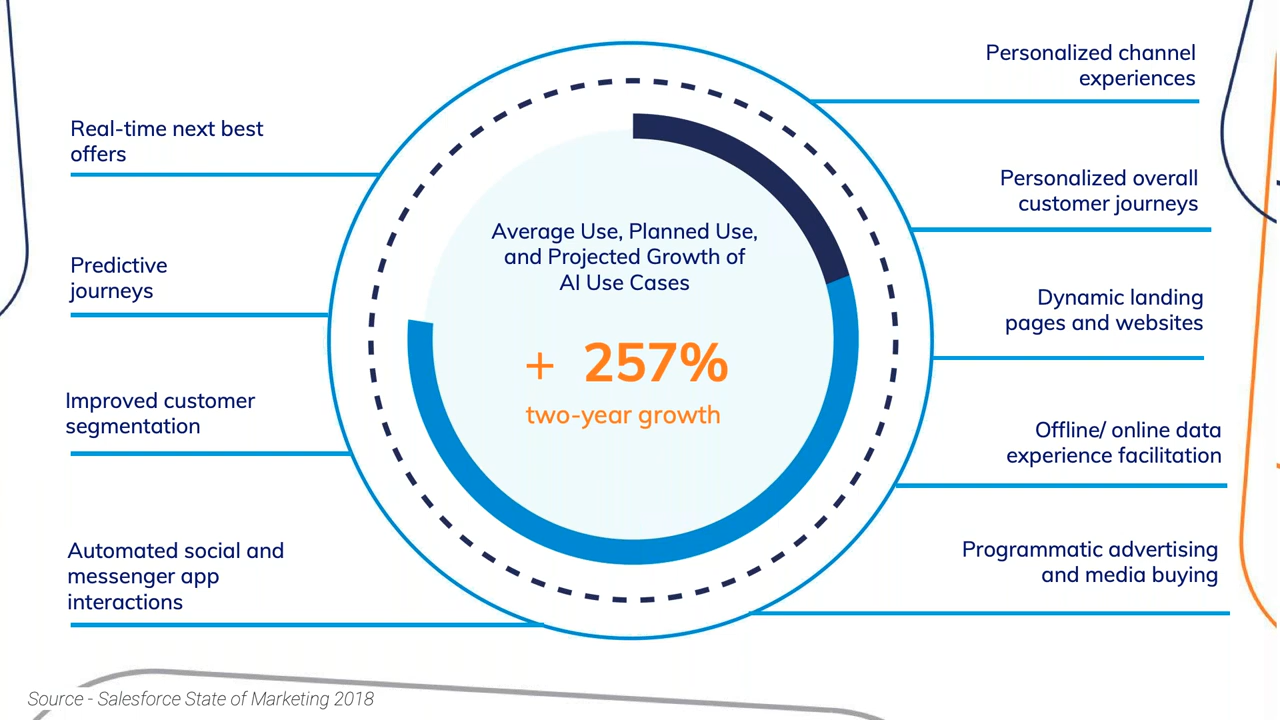 Real-time next best
offers
Predictive
journeys
Improved customer
segmentation
Automated social and
messenger app
interactions
Average Use, Planned Use,
and Projected Growth of
AI Use Cases
+ 257%
two-year growth
Personalized channel
experiences
Personalized overall
customer journeys
Dynamic landing
pages and websites
Offline/ online data
experience facilitation
Programmatic advertising
and media buying
Source - Salesforce State of Marketing 2018